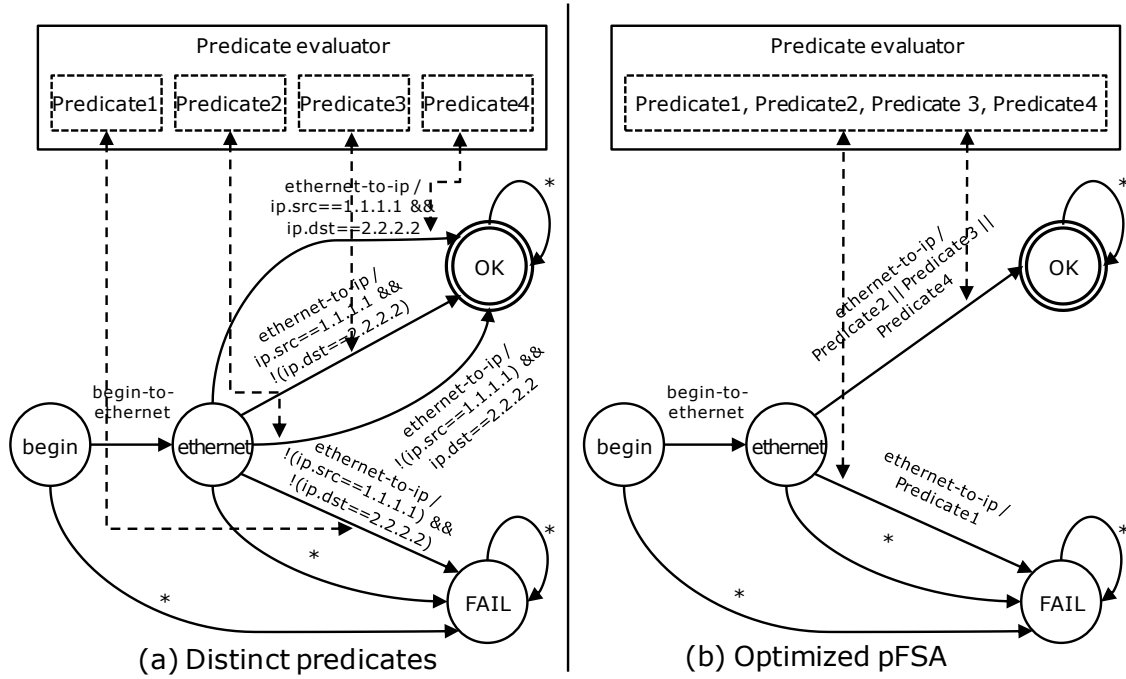 Predicate evaluator
Predicate1
Predicate2
Predicate3
Predicate4
ethernet-to-ip /
ip.src==1.1.1.1 &&
ip.dst==2.2.2.2
*
OK
ethernet-to-ip /
ip.src==1.1.1.1 &&
!(ip.dst==2.2.2.2)
ethernet-to-ip /
!(ip.src==1.1.1.1) &&
ip.dst==2.2.2.2
begin-to-
ethernet
begin
ethernet
ethernet-to-ip /
!(ip.src==1.1.1.1) &&
!(ip.dst==2.2.2.2)
*
*
*
FAIL
(a) Distinct predicates
Predicate evaluator
Predicate1, Predicate2, Predicate 3, Predicate4
*
OK
ethernet-to-ip /
Predicate2 || Predicate3 ||
Predicate4
begin-to-
ethernet
begin
ethernet
ethernet-to-ip /
Predicate1
*
*
*
FAIL
(b) Optimized pFSA